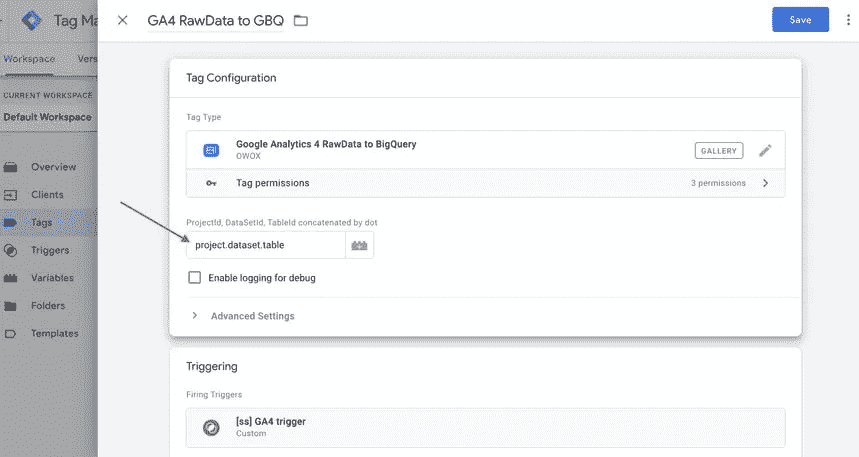 Tag Ma
GA4 RawData to GBQ
Save
Workspace
Vers
CURRENT WORKSPACE
Default Workspace
Overview
Clients
Tags
Triggers
Variables
Folders
Templates
Tag Configuration
Tag Type
Google Analytics 4 RawData to BigQuery
OWOX
GALLERY
Tag permissions
3 permissions
ProjectId, DataSetId, TableId concatenated by dot
project.dataset.table
Enable logging for debug
Advanced Settings
Triggering
Firing Triggers
[ss] GA4 trigger
Custom